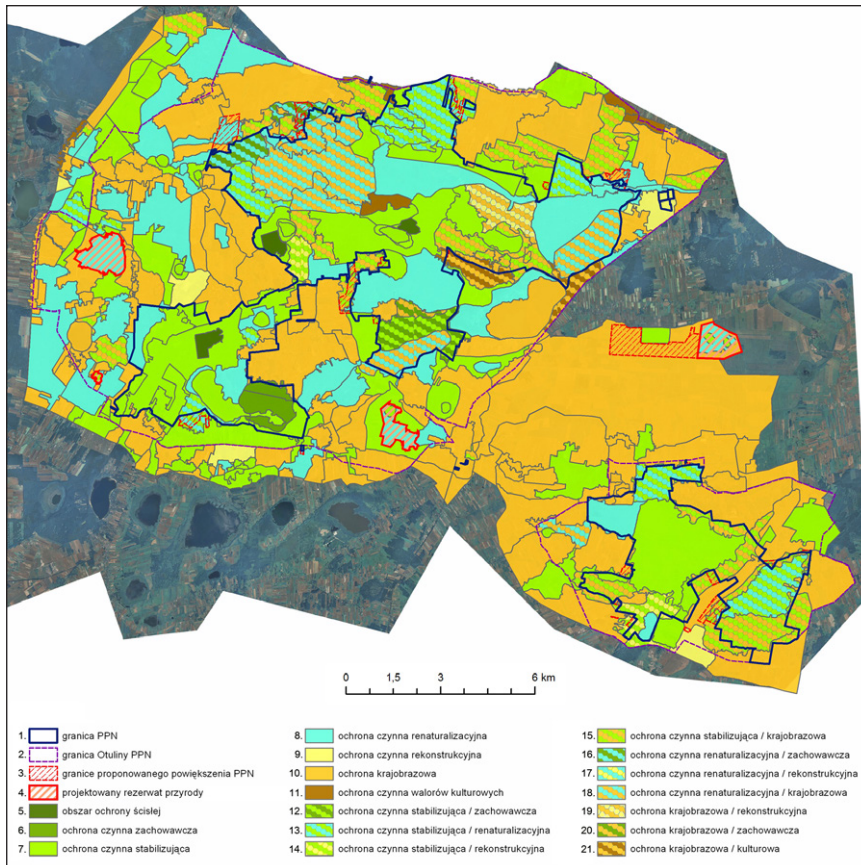 0 1,5 3 6 km
1. granica PPN
2. granica Otuliny PPN
3. granice proponowanego powiększenia PPN
4. projektowany rezerwat przyrody
5. obszar ochrony ścisłej
6. ochrona czynna zachowawcza
7. ochrona czynna stabilizująca
8. ochrona czynna renaturalizacyjna
9. ochrona czynna rekonstrukcyjna
10. ochrona krajobrazowa
11. ochrona czynna walorów kulturowych
12. ochrona czynna stabilizująca / zachowawcza
13. ochrona czynna stabilizująca / renaturalizacyjna
14. ochrona czynna stabilizująca / rekonstrukcyjna
15. ochrona czynna stabilizująca / krajobrazowa
16. ochrona czynna renaturalizacyjna / zachowawcza
17. ochrona czynna renaturalizacyjna / rekonstrukcyjna
18. ochrona czynna renaturalizacyjna / krajobrazowa
19. ochrona krajobrazowa / rekonstrukcyjna
20. ochrona krajobrazowa / zachowawcza
21. ochrona krajobrazowa / kulturowa